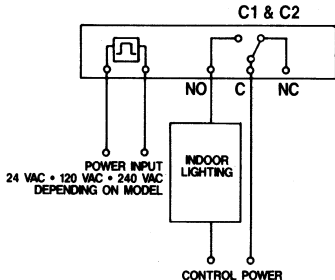 C1 & C2
NO C NC
POWER INPUT
24 VAC • 120 VAC • 240 VAC
DEPENDING ON MODEL
INDOOR
LIGHTING
CONTROL POWER